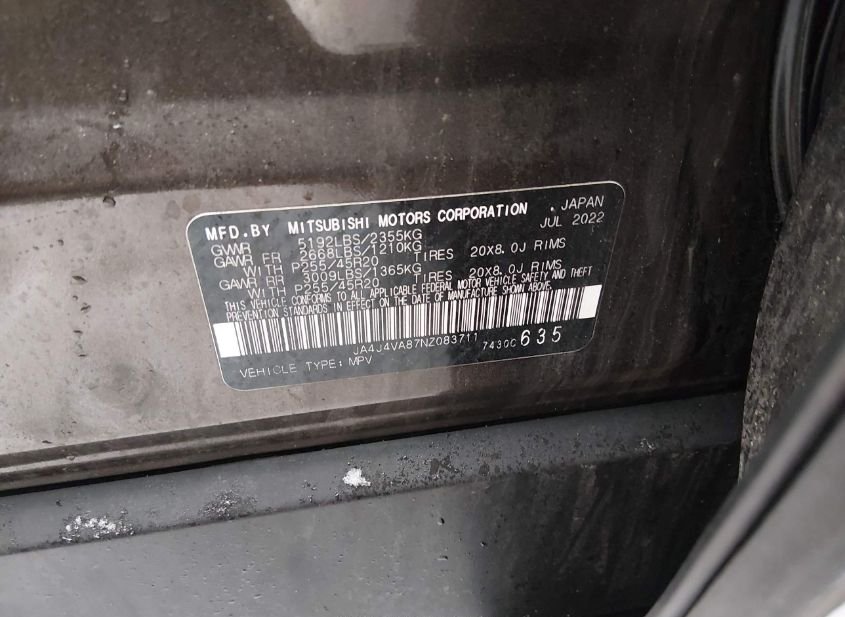 MFD.BY MITSUBISHI MOTORS CORPORATION , JAPAN
JUL 2022
GVWR 5192LBS/2355KG
GAWR FR 2668LBS/1210KG
WITH P255/45R20 TIRES 20X8.0J RIMS
GAWR RR 3009LBS/1365KG
WITH P255/45R20 TIRES 20X8.0J RIMS
THIS VEHICLE CONFORMS TO ALL APPLICABLE FEDERAL MOTOR VEHICLE SAFETY AND THEFT
PREVENTION STANDARDS IN EFFECT ON THE DATE OF MANUFACTURE SHOWN ABOVE.
JA4J4VA87NZ083711 7430C 635
VEHICLE TYPE: MPV